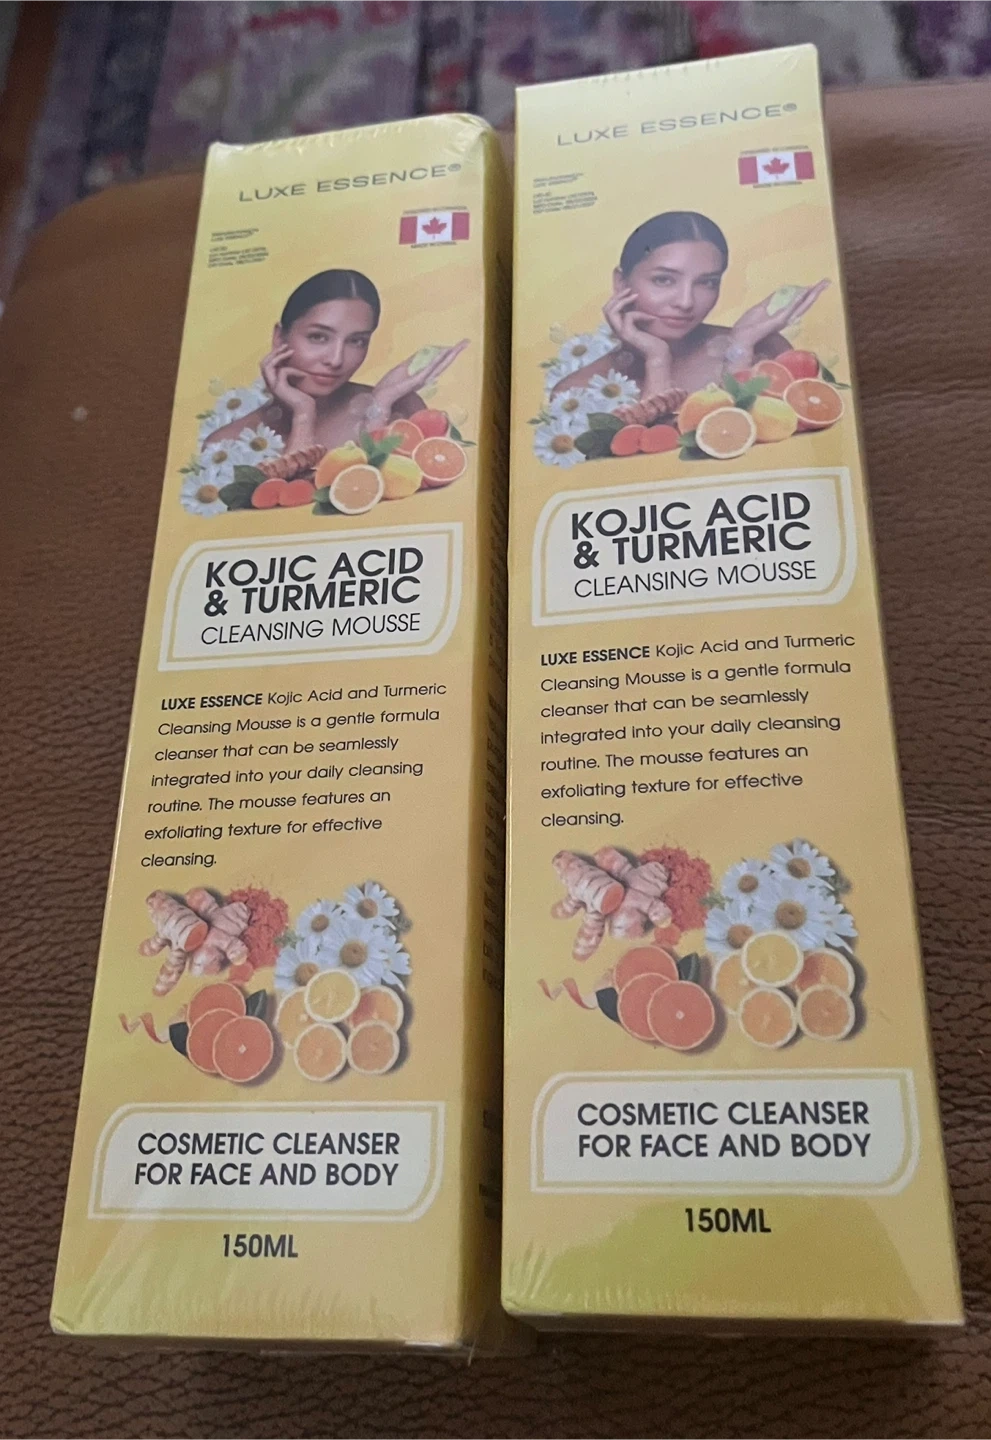 LUXE ESSENCE®
KOJIC ACID
& TURMERIC
CLEANSING MOUSSE
LUXE ESSENCE Kojic Acid and Turmeric
Cleansing Mousse is a gentle formula
cleanser that can be seamlessly
integrated into your daily cleansing
routine. The mousse features an
exfoliating texture for effective
cleansing.
COSMETIC CLEANSER
FOR FACE AND BODY
150ML
LUXE ESSENCE®
KOJIC ACID
& TURMERIC
CLEANSING MOUSSE
LUXE ESSENCE Kojic Acid and Turmeric
Cleansing Mousse is a gentle formula
cleanser that can be seamlessly
integrated into your daily cleansing
routine. The mousse features an
exfoliating texture for effective
cleansing.
COSMETIC CLEANSER
FOR FACE AND BODY
150ML